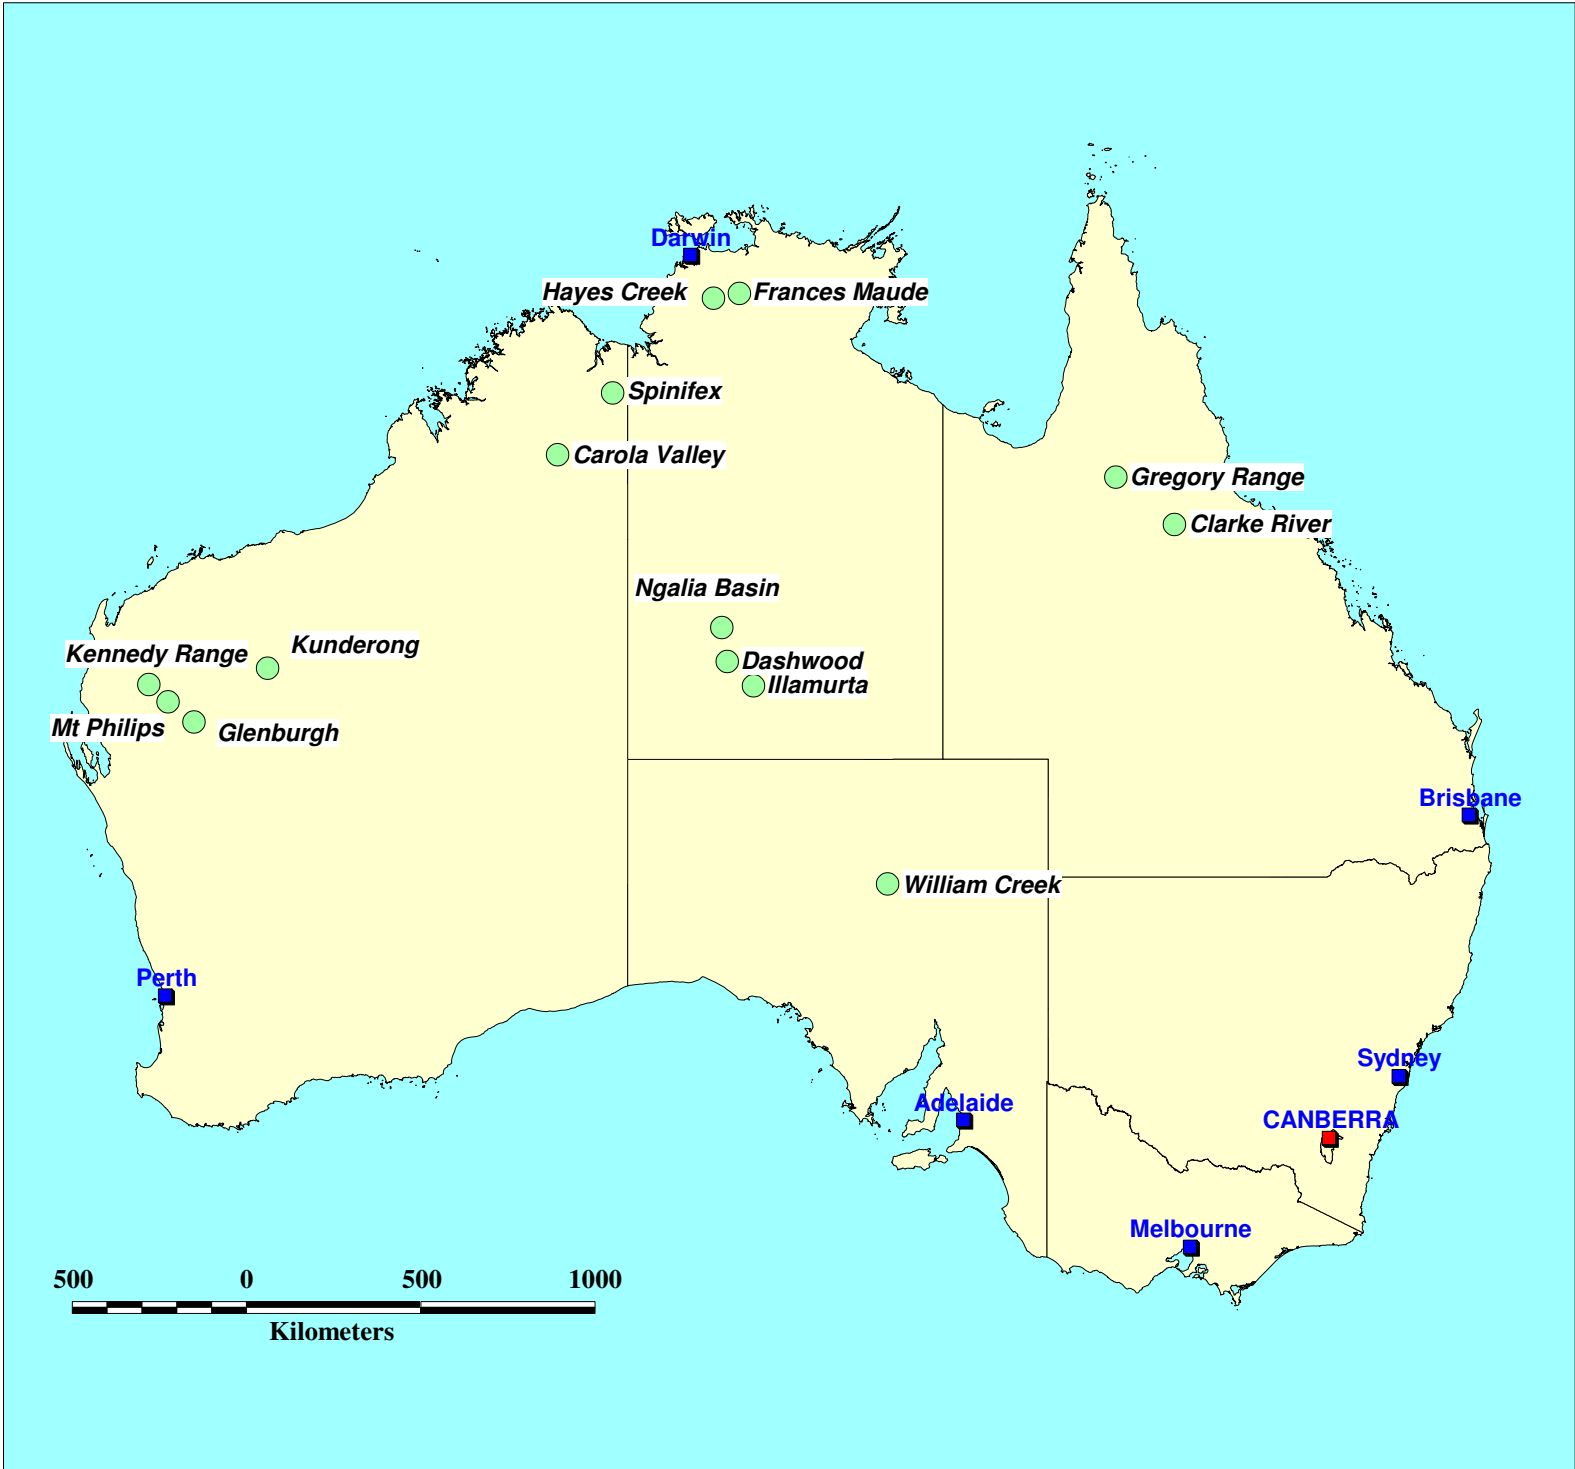 Darwin
Hayes Creek
Frances Maude
Spinifex
Carola Valley
Gregory Range
Clarke River
Ngalia Basin
Kunderong
Kennedy Range
Dashwood
Illamurta
Mt Philips
Glenburgh
Brisbane
William Creek
Perth
Sydney
Adelaide
CANBERRA
Melbourne
500 0 500 1000
Kilometers